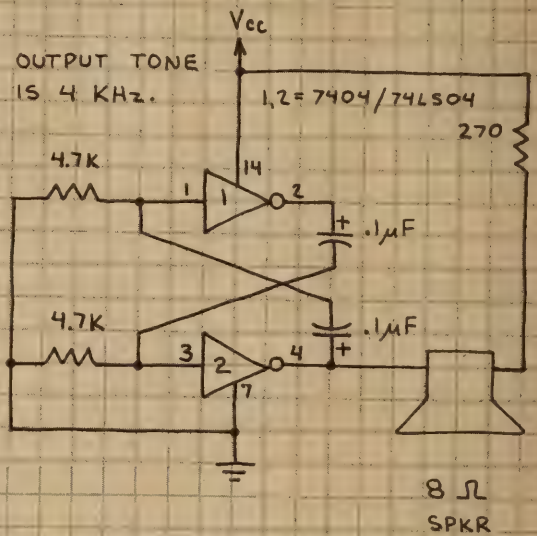 Vcc
OUTPUT TONE
IS 4 KHz.
1,2 = 7404/74LS04
270
4.7K
14
1
1
2
+
.1µF
4.7K
.1µF
+
3
2
4
7
8 Ω
SPKR